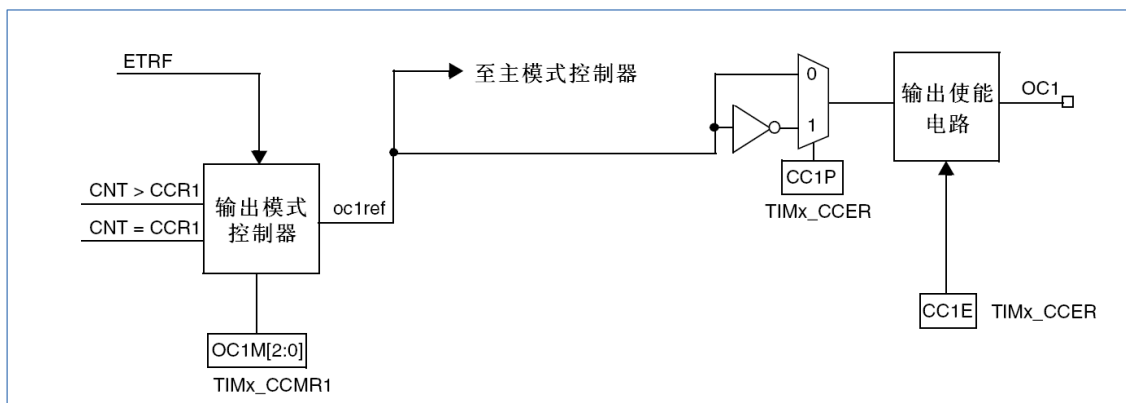 ETRF
至主模式控制器
0
1
输出使能
电路
OC1
CNT > CCR1
CNT = CCR1
输出模式
控制器
oc1ref
CC1P
TIMx_CCER
CC1E
TIMx_CCER
OC1M[2:0]
TIMx_CCMR1